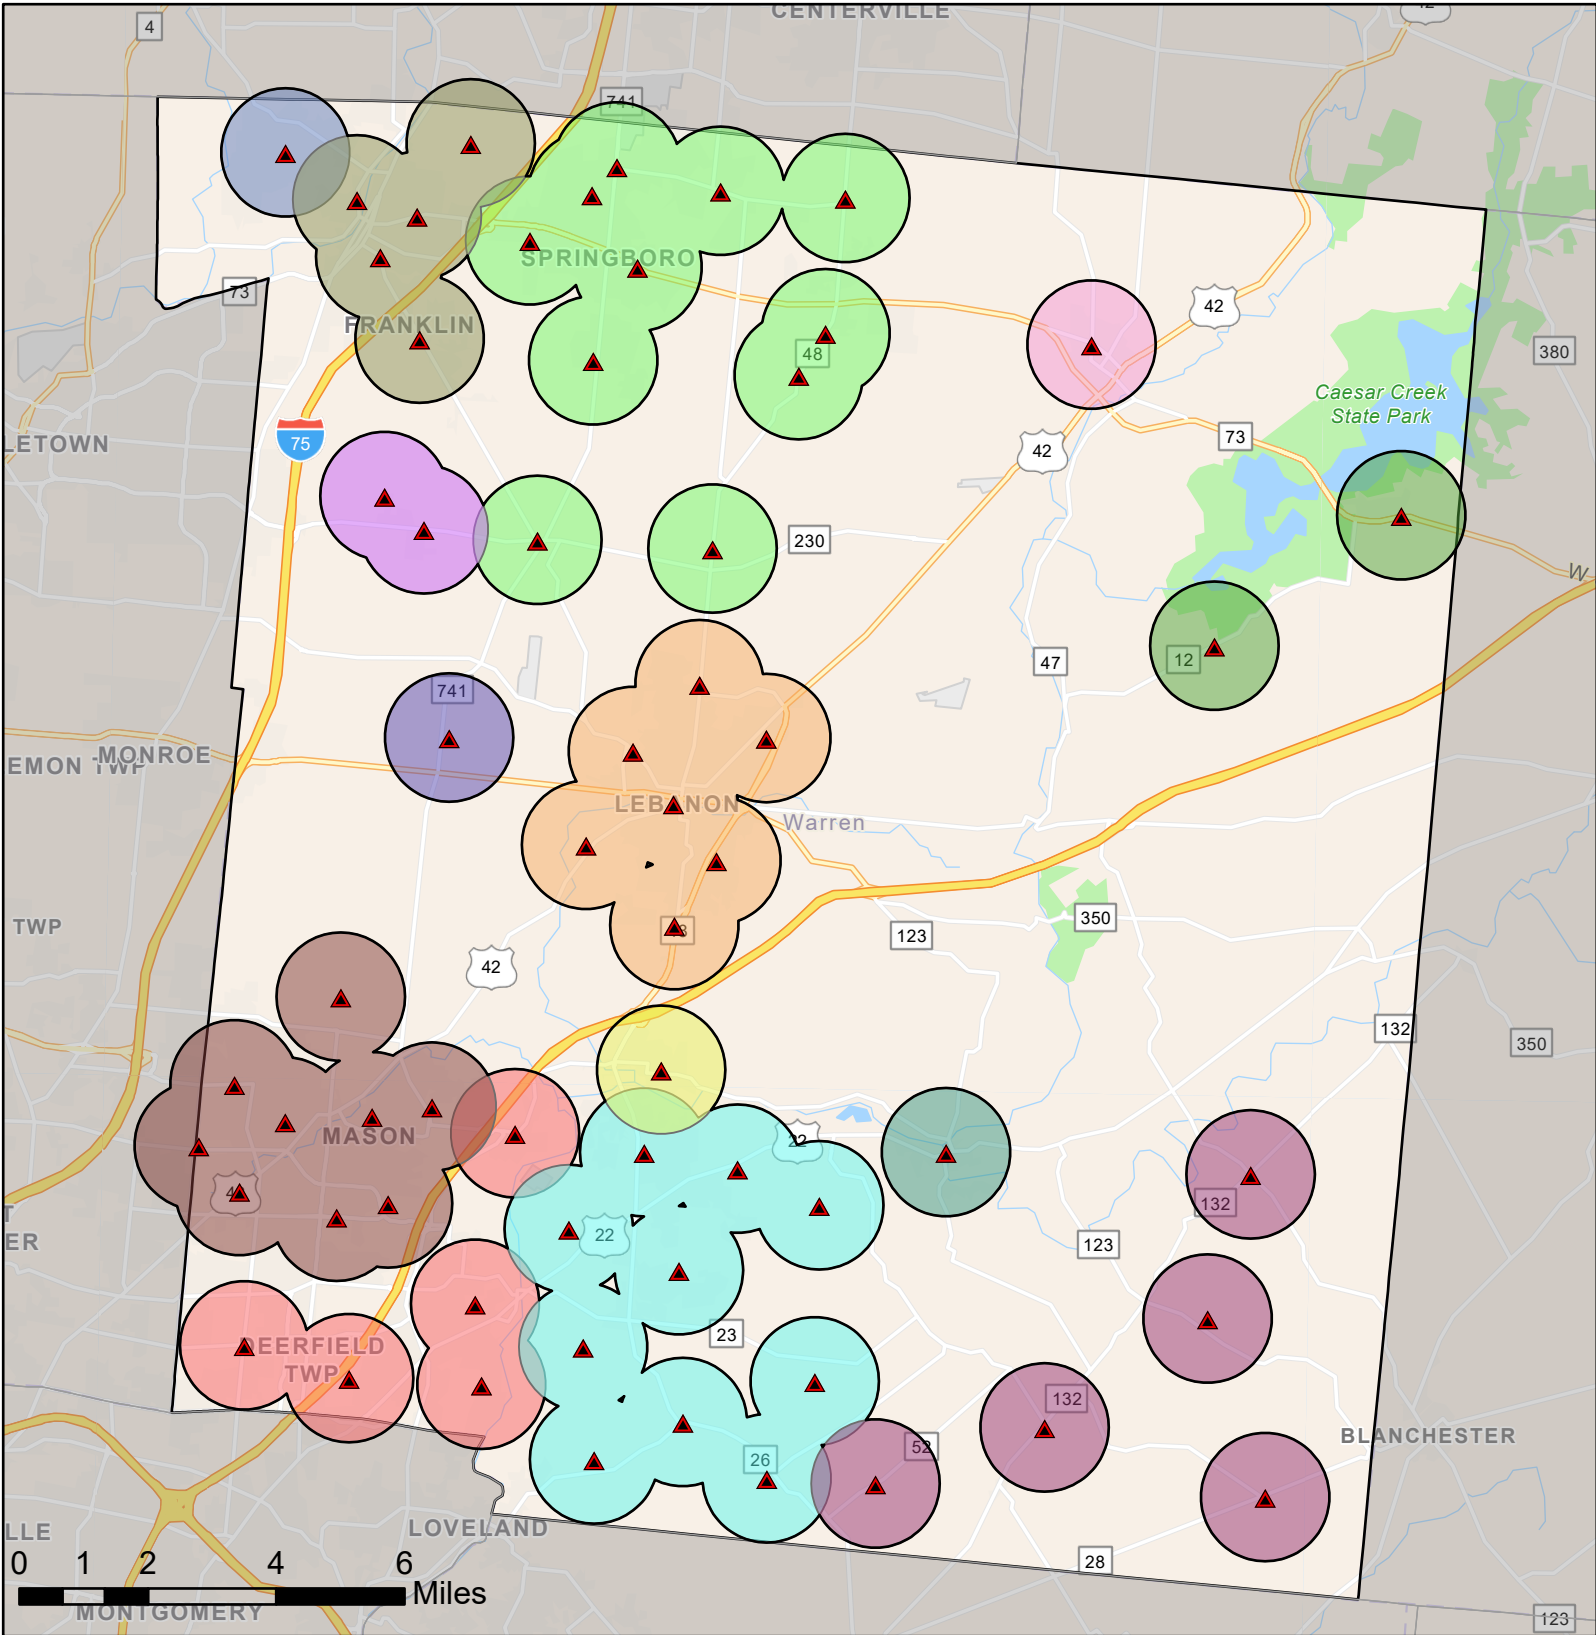 CENTERVILLE
4
741
SPRINGBORO
73
FRANKLIN
48
42
380
Caesar Creek
State Park
LETOWN
75
42
73
230
W
47
12
741
MONROE
EMON TWP
LEBANON
Warren
TWP
350
123
42
132
350
MASON
22
132
22
123
ER
23
DEERFIELD
TWP
132
BLANCHESTER
52
26
LOVELAND
LLE
28
0 1 2 4 6
Miles
MONTGOMERY
123